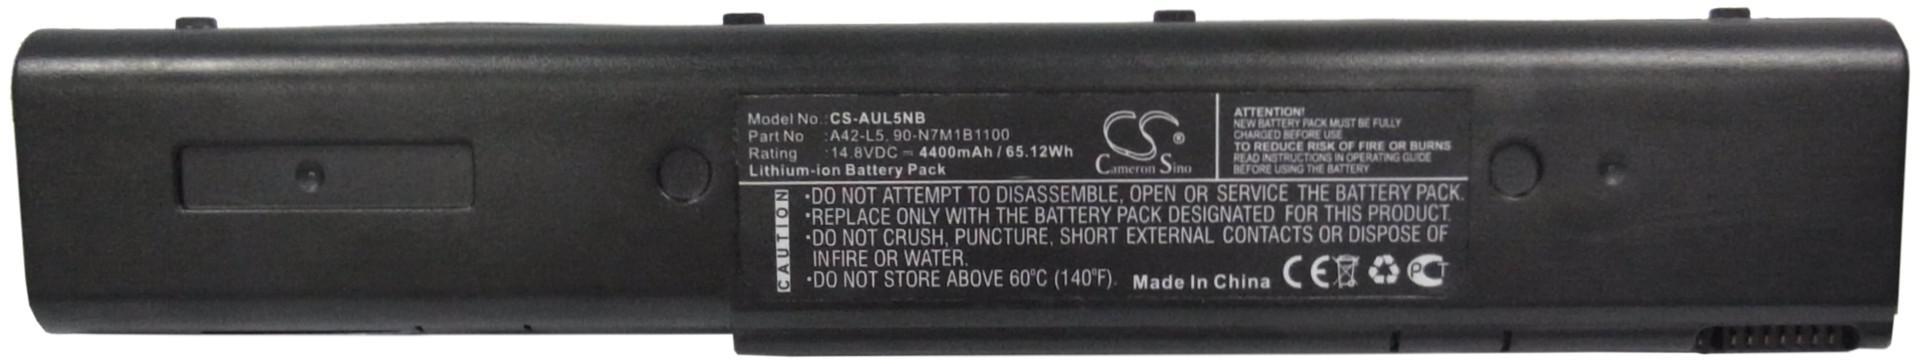 Model No.: CS-AUL5NB
Part No : A42-L5, 90-N7M1B1100
Rating : 14.8VDC ⎓ 4400mAh / 65.12Wh
Lithium-ion Battery Pack
CS ®
Cameron Sino
ATTENTION!
NEW BATTERY PACK MUST BE FULLY
CHARGED BEFORE USE
TO REDUCE RISK OF FIRE OR BURNS
READ INSTRUCTIONS IN OPERATING GUIDE
BEFORE USING THE BATTERY
CAUTION
•DO NOT ATTEMPT TO DISASSEMBLE, OPEN OR SERVICE THE BATTERY PACK.
•REPLACE ONLY WITH THE BATTERY PACK DESIGNATED FOR THIS PRODUCT.
•DO NOT CRUSH, PUNCTURE, SHORT EXTERNAL CONTACTS OR DISPOSE OF
INFIRE OR WATER.
•DO NOT STORE ABOVE 60°C (140°F).
Made In China CE PCT